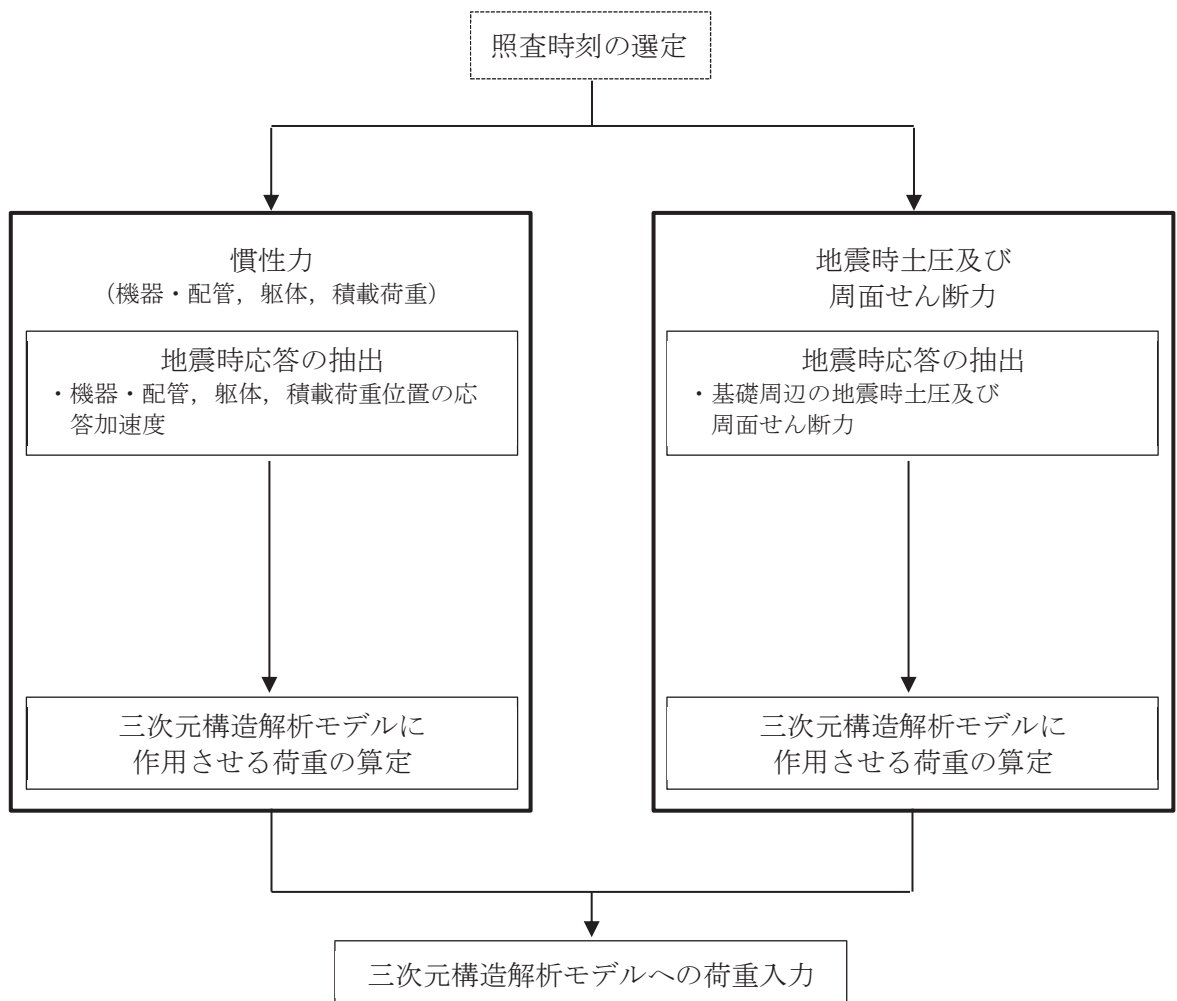 照査時刻の選定
慣性力
（機器・配管，躯体，積載荷重）
地震時応答の抽出
・機器・配管，躯体，積載荷重位置の応
答加速度
三次元構造解析モデルに
作用させる荷重の算定
地震時土圧及び
周面せん断力
地震時応答の抽出
・基礎周辺の地震時土圧及び
周面せん断力
三次元構造解析モデルに
作用させる荷重の算定
三次元構造解析モデルへの荷重入力